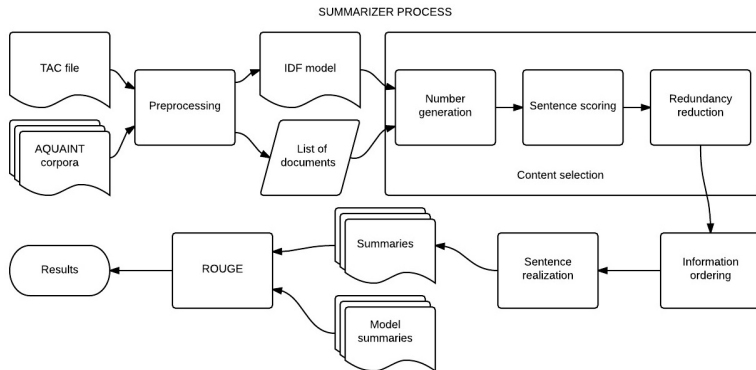 SUMMARIZER PROCESS
TAC file
IDF model
Preprocessing
Number
generation
Sentence scoring
Redundancy
reduction
AQUAINT
corpora
List of
documents
Content selection
Summaries
Results
ROUGE
Sentence
realization
Information
ordering
Model
summaries